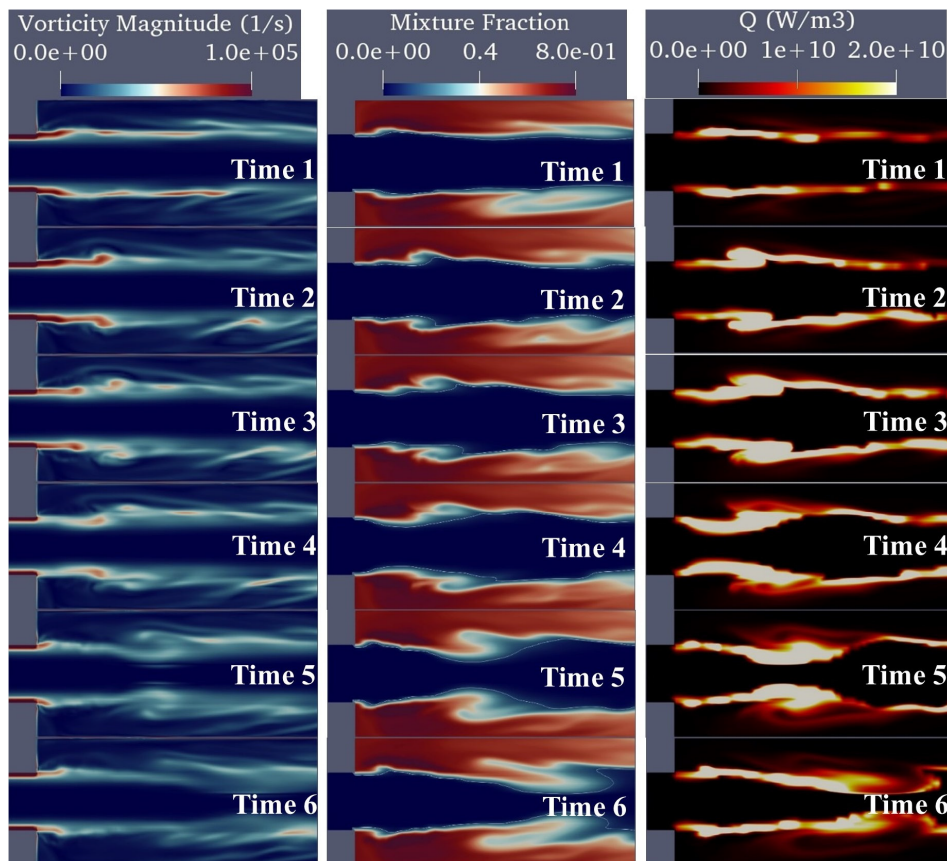 Vorticity Magnitude (1/s)
0.0e+00 1.0e+05
Mixture Fraction
0.0e+00 0.4 8.0e-01
Q (W/m3)
0.0e+00 1e+10 2.0e+10
Time 1 Time 1 Time 1
Time 2 Time 2 Time 2
Time 3 Time 3 Time 3
Time 4 Time 4 Time 4
Time 5 Time 5 Time 5
Time 6 Time 6 Time 6